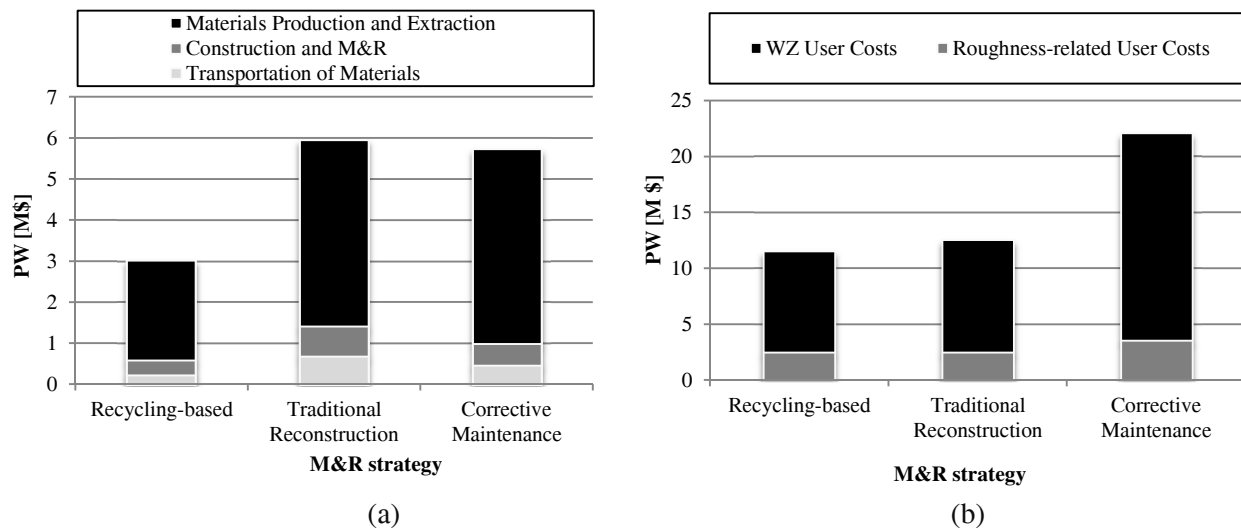 Materials Production and Extraction
Construction and M&R
Transportation of Materials
7
6
5
4
3
2
1
0
PW [M$]
Recycling-based
Traditional
Reconstruction
Corrective
Maintenance
M&R strategy
(a)
WZ User Costs
Roughness-related User Costs
25
20
15
10
5
0
PW [M $]
Recycling-based
Traditional
Reconstruction
Corrective
Maintenance
M&R strategy
(b)